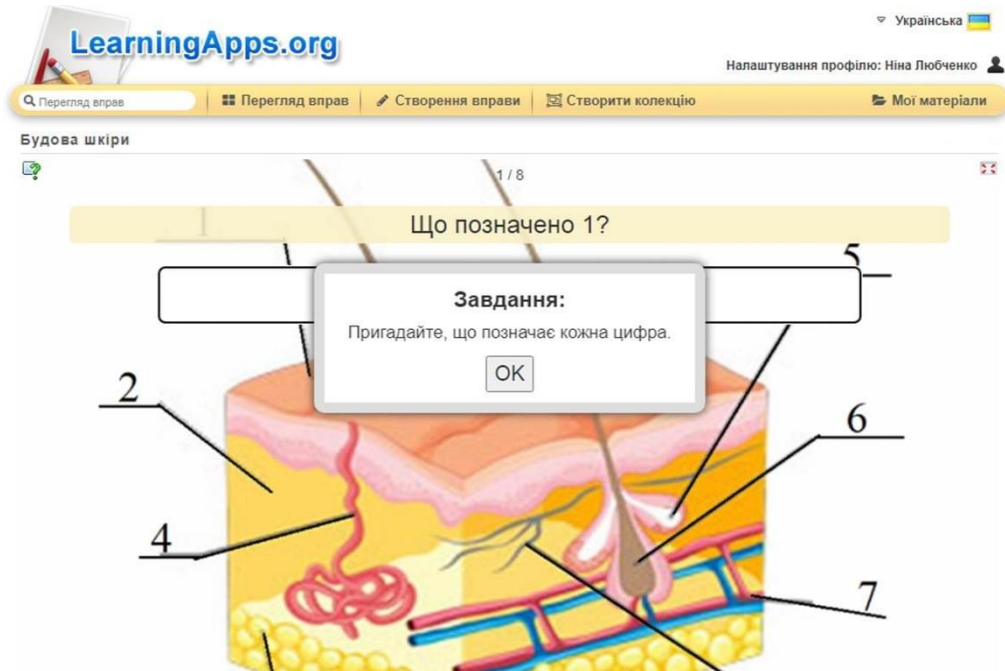 LearningApps.org
Українська
Налаштування профілю: Ніна Любченко
Перегляд вправ
Перегляд вправ
Створення вправи
Створити колекцію
Мої матеріали
Будова шкіри
1 / 8
1
Що позначено 1?
5
Завдання:
Пригадайте, що позначає кожна цифра.
OK
2
6
4
7